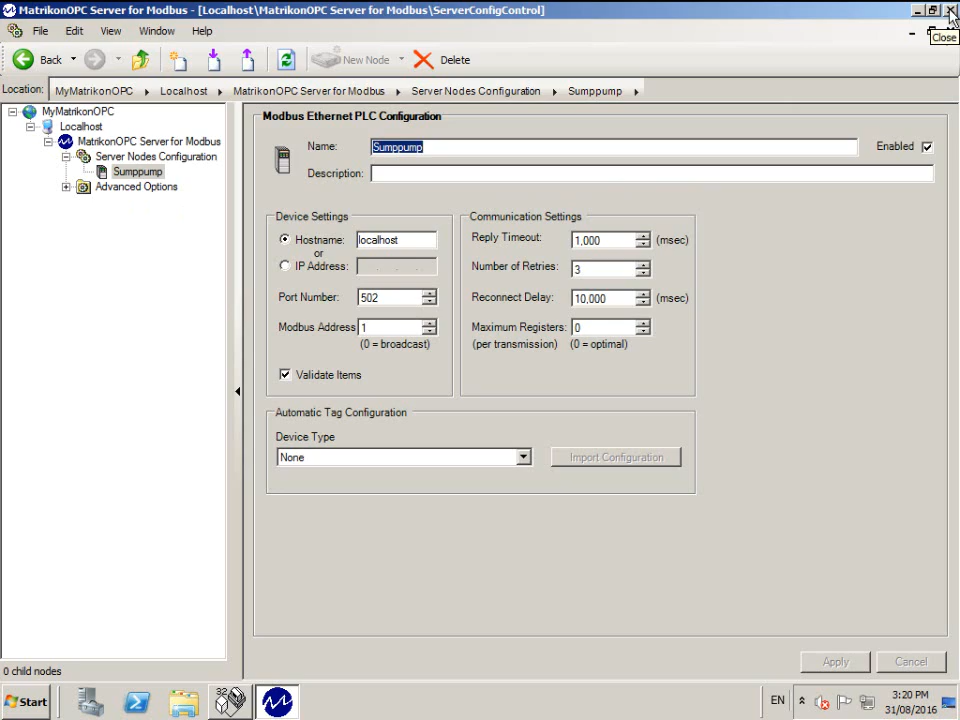 MatrikonOPC Server for Modbus - [Localhost\MatrikonOPC Server for Modbus\ServerConfigControl]
File Edit View Window Help
Close
Back New Node Delete
Location: MyMatrikonOPC Localhost MatrikonOPC Server for Modbus Server Nodes Configuration Sumppump
MyMatrikonOPC
Localhost
MatrikonOPC Server for Modbus
Server Nodes Configuration
Sumppump
Advanced Options
Modbus Ethernet PLC Configuration
Name: Sumppump Enabled
Description:
Device Settings
Hostname: localhost
or
IP Address: . . .
Port Number: 502
Modbus Address 1
(0 = broadcast)
Validate Items
Communication Settings
Reply Timeout: 1,000 (msec)
Number of Retries: 3
Reconnect Delay: 10,000 (msec)
Maximum Registers: 0
(per transmission) (0 = optimal)
Automatic Tag Configuration
Device Type
None Import Configuration
Apply Cancel
0 child nodes
Start 32 EN 3:20 PM
31/08/2016